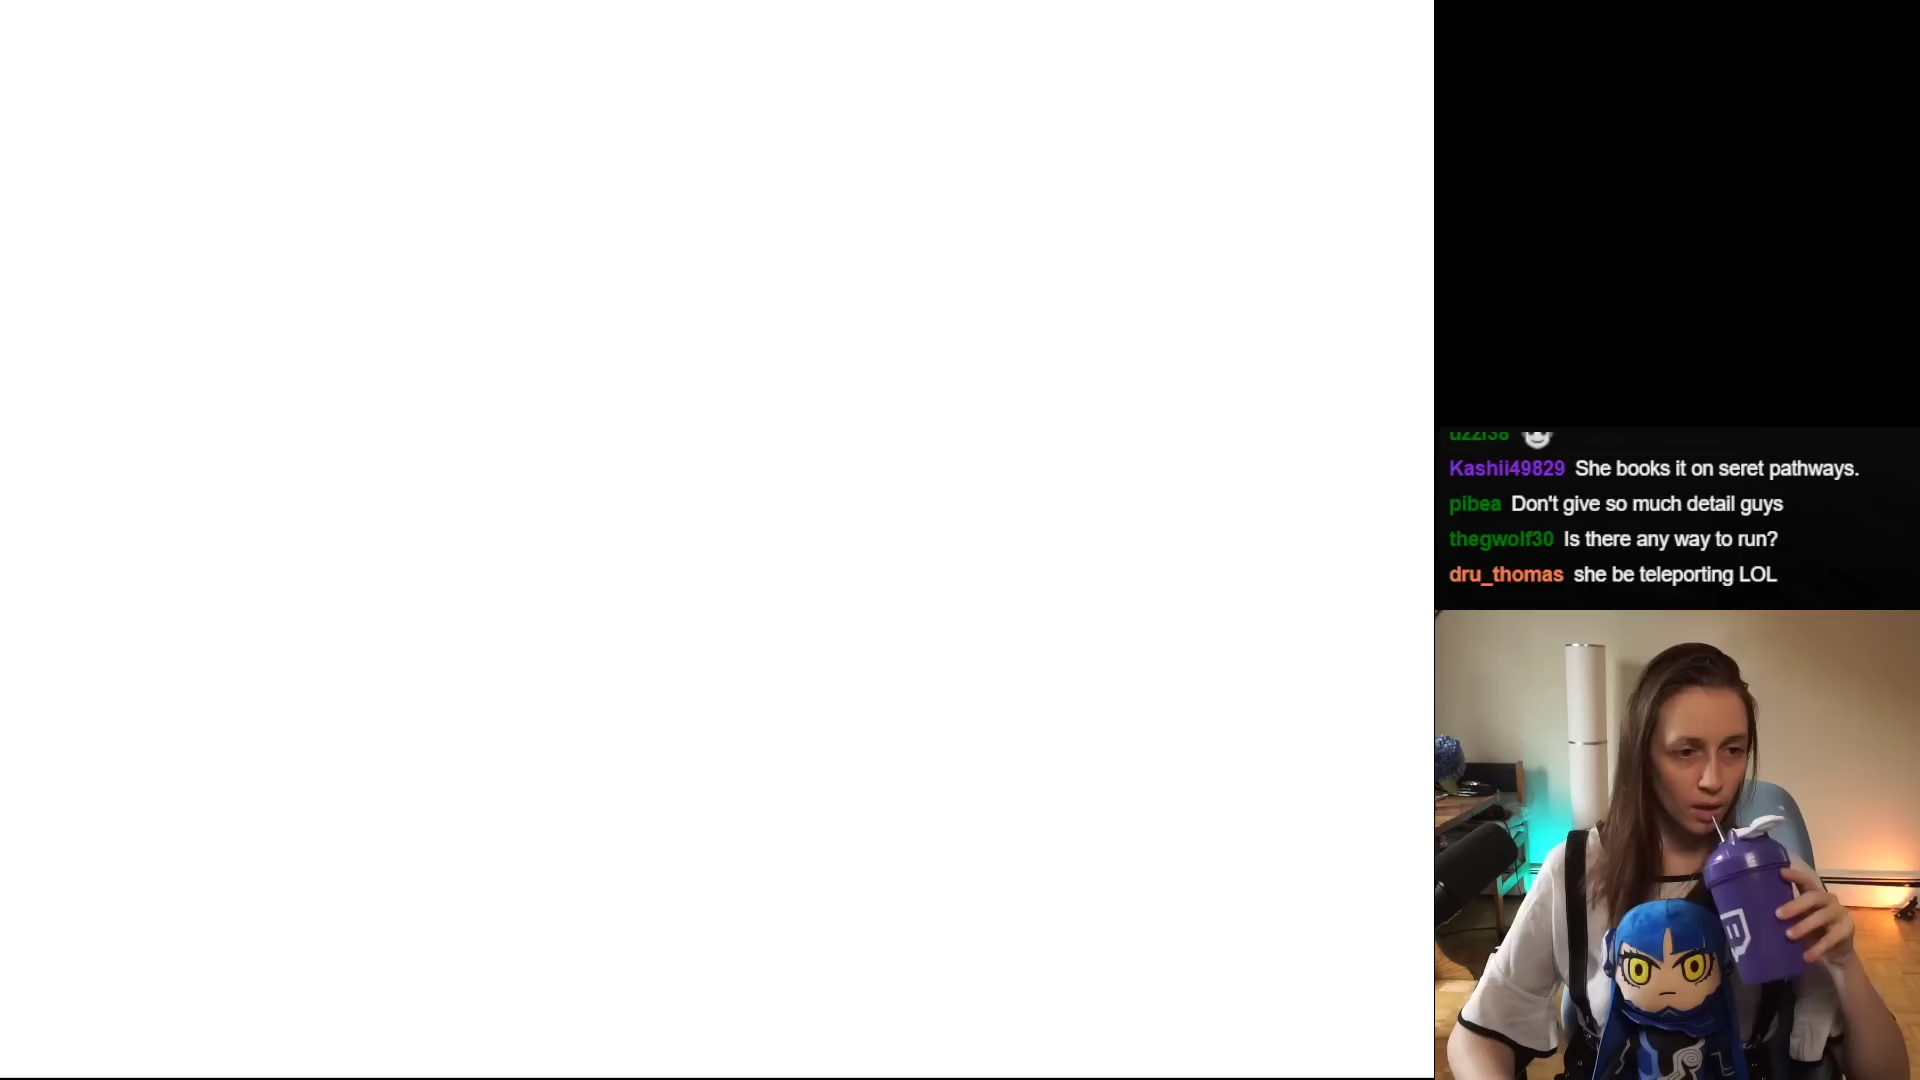 Kashii49829 She books it on seret pathways.
pibea Don't give so much detail guys
thegwolf30 Is there any way to run?
dru_thomas she be teleporting LOL